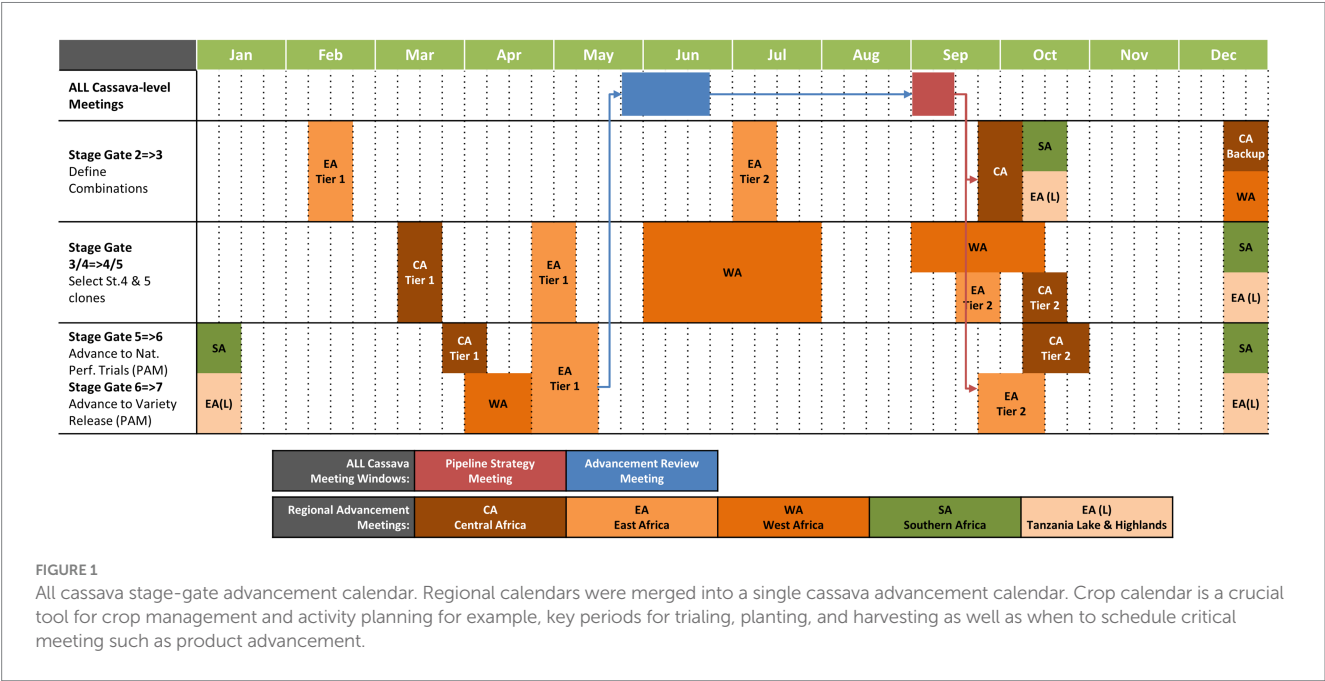 Jan Feb Mar Apr May Jun Jul Aug Sep Oct Nov Dec
ALL Cassava-level
Meetings
Stage Gate 2=>3
Define
Combinations
EA
Tier 1
EA
Tier 2
CA
SA
EA (L)
CA
Backup
WA
Stage Gate
3/4=>4/5
Select St.4 & 5
clones
CA
Tier 1
EA
Tier 1
WA
WA
EA
Tier 2
CA
Tier 2
SA
EA (L)
Stage Gate 5=>6
Advance to Nat.
Perf. Trials (PAM)
Stage Gate 6=>7
Advance to Variety
Release (PAM)
SA
EA(L)
CA
Tier 1
WA
EA
Tier 1
CA
Tier 2
EA
Tier 2
SA
EA(L)
ALL Cassava
Meeting Windows:
Pipeline Strategy
Meeting
Advancement Review
Meeting
Regional Advancement
Meetings:
CA
Central Africa
EA
East Africa
WA
West Africa
SA
Southern Africa
EA (L)
Tanzania Lake & Highlands
FIGURE 1
All cassava stage-gate advancement calendar. Regional calendars were merged into a single cassava advancement calendar. Crop calendar is a crucial
tool for crop management and activity planning for example, key periods for trialing, planting, and harvesting as well as when to schedule critical
meeting such as product advancement.